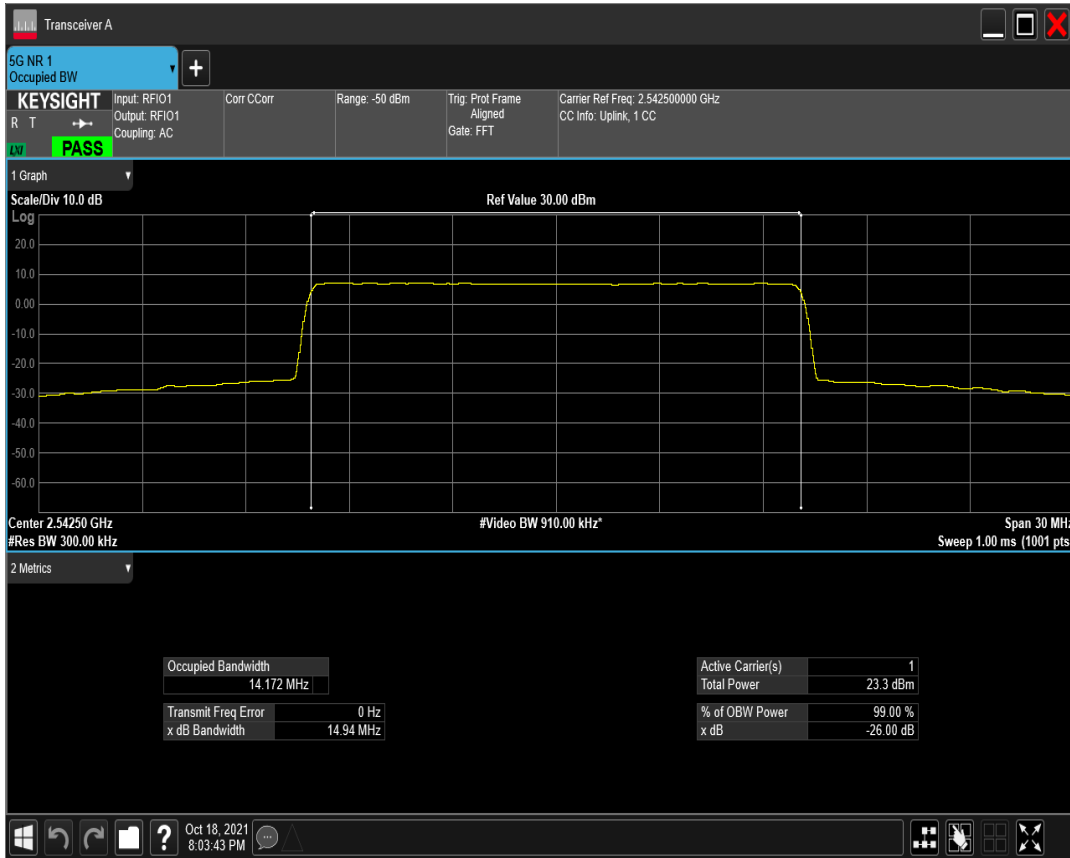 Transceiver A
5G NR 1
Occupied BW
KEYSIGHT
R T
LXI
PASS
Input: RFIO1
Output: RFIO1
Coupling: AC
Corr CCorr
Range: -50 dBm
Trig: Prot Frame
Aligned
Gate: FFT
Carrier Ref Freq: 2.542500000 GHz
CC Info: Uplink, 1 CC
1 Graph
Scale/Div 10.0 dB
Ref Value 30.00 dBm
Log
20.0
10.0
0.00
-10.0
-20.0
-30.0
-40.0
-50.0
-60.0
Center 2.54250 GHz
#Video BW 910.00 kHz*
Span 30 MHz
#Res BW 300.00 kHz
Sweep 1.00 ms (1001 pts
2 Metrics
Occupied Bandwidth
14.172 MHz
Transmit Freq Error 0 Hz
x dB Bandwidth 14.94 MHz
Active Carrier(s) 1
Total Power 23.3 dBm
% of OBW Power 99.00 %
x dB -26.00 dB
?
Oct 18, 2021
8:03:43 PM